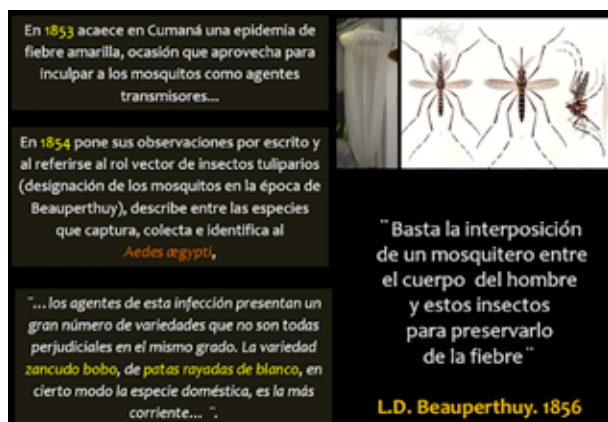 En 1853 acaece en Cumaná una epidemia de
fiebre amarilla, ocasión que aprovecha para
inculpar a los mosquitos como agentes
transmisores...
En 1854 pone sus observaciones por escrito y
al referirse al rol vector de insectos tuliparios
(designación de los mosquitos en la época de
Beauperthuy), describe entre las especies
que captura, colecta e identifica al
Aedes ægypti,
¨... los agentes de esta infección presentan un
gran número de variedades que no son todas
perjudiciales en el mismo grado. La variedad
zancudo bobo, de patas rayadas de blanco, en
cierto modo la especie doméstica, es la más
corriente... ¨.
¨Basta la interposición
de un mosquitero entre
el cuerpo del hombre
y estos insectos
para preservarlo
de la fiebre¨
L.D. Beauperthuy. 1856